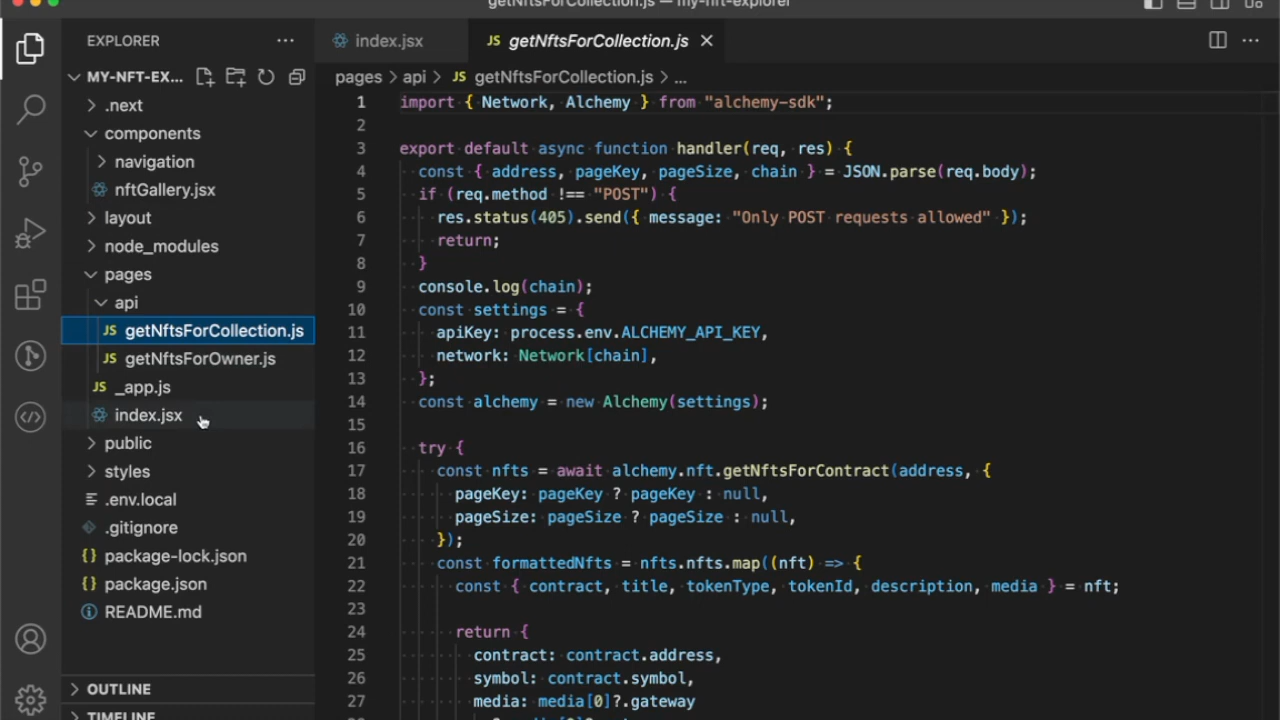 getNftsForCollection.js — my-nft-explorer
EXPLORER
MY-NFT-EX...
.next
components
navigation
nftGallery.jsx
layout
node_modules
pages
api
JS getNftsForCollection.js
JS getNftsForOwner.js
JS _app.js
index.jsx
public
styles
.env.local
.gitignore
{} package-lock.json
{} package.json
README.md
OUTLINE
TIMELINE
index.jsx
JS getNftsForCollection.js
pages > api > JS getNftsForCollection.js > ...
1 import { Network, Alchemy } from "alchemy-sdk";
2
3 export default async function handler(req, res) {
4 const { address, pageKey, pageSize, chain } = JSON.parse(req.body);
5 if (req.method !== "POST") {
6 res.status(405).send({ message: "Only POST requests allowed" });
7 return;
8 }
9 console.log(chain);
10 const settings = {
11 apiKey: process.env.ALCHEMY_API_KEY,
12 network: Network[chain],
13 };
14 const alchemy = new Alchemy(settings);
15
16 try {
17 const nfts = await alchemy.nft.getNftsForContract(address, {
18 pageKey: pageKey ? pageKey : null,
19 pageSize: pageSize ? pageSize : null,
20 });
21 const formattedNfts = nfts.nfts.map((nft) => {
22 const { contract, title, tokenType, tokenId, description, media } = nft;
23
24 return {
25 contract: contract.address,
26 symbol: contract.symbol,
27 media: media[0]?.gateway